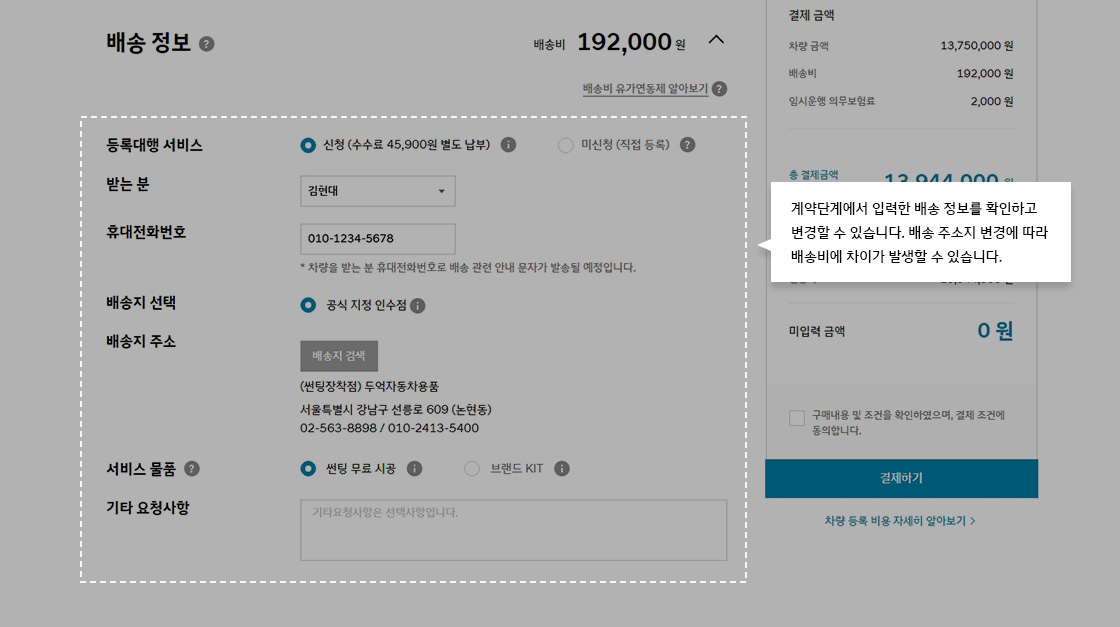 배송 정보 ?
배송비 192,000 원
배송비 유가연동제 알아보기 ?
등록대행 서비스
신청 (수수료 45,900원 별도 납부) i
미신청 (직접 등록) ?
받는 분
김현대
휴대전화번호
010-1234-5678
* 차량을 받는 분 휴대전화번호로 배송 관련 안내 문자가 발송될 예정입니다.
배송지 선택
공식 지정 인수점 i
배송지 주소
배송지 검색
(썬팅장착점) 두억자동차용품
서울특별시 강남구 선릉로 609 (논현동)
02-563-8898 / 010-2413-5400
서비스 물품 ?
썬팅 무료 시공 i
브랜드 KIT i
기타 요청사항
기타요청사항은 선택사항입니다.
결제 금액
차량 금액 13,750,000 원
배송비 192,000 원
임시운행 의무보험료 2,000 원
총 결제금액 13,944,000 원
계약단계에서 입력한 배송 정보를 확인하고
변경할 수 있습니다. 배송 주소지 변경에 따라
배송비에 차이가 발생할 수 있습니다.
미입력 금액 0 원
구매내용 및 조건을 확인하였으며, 결제 조건에
동의합니다.
결제하기
차량 등록 비용 자세히 알아보기 >